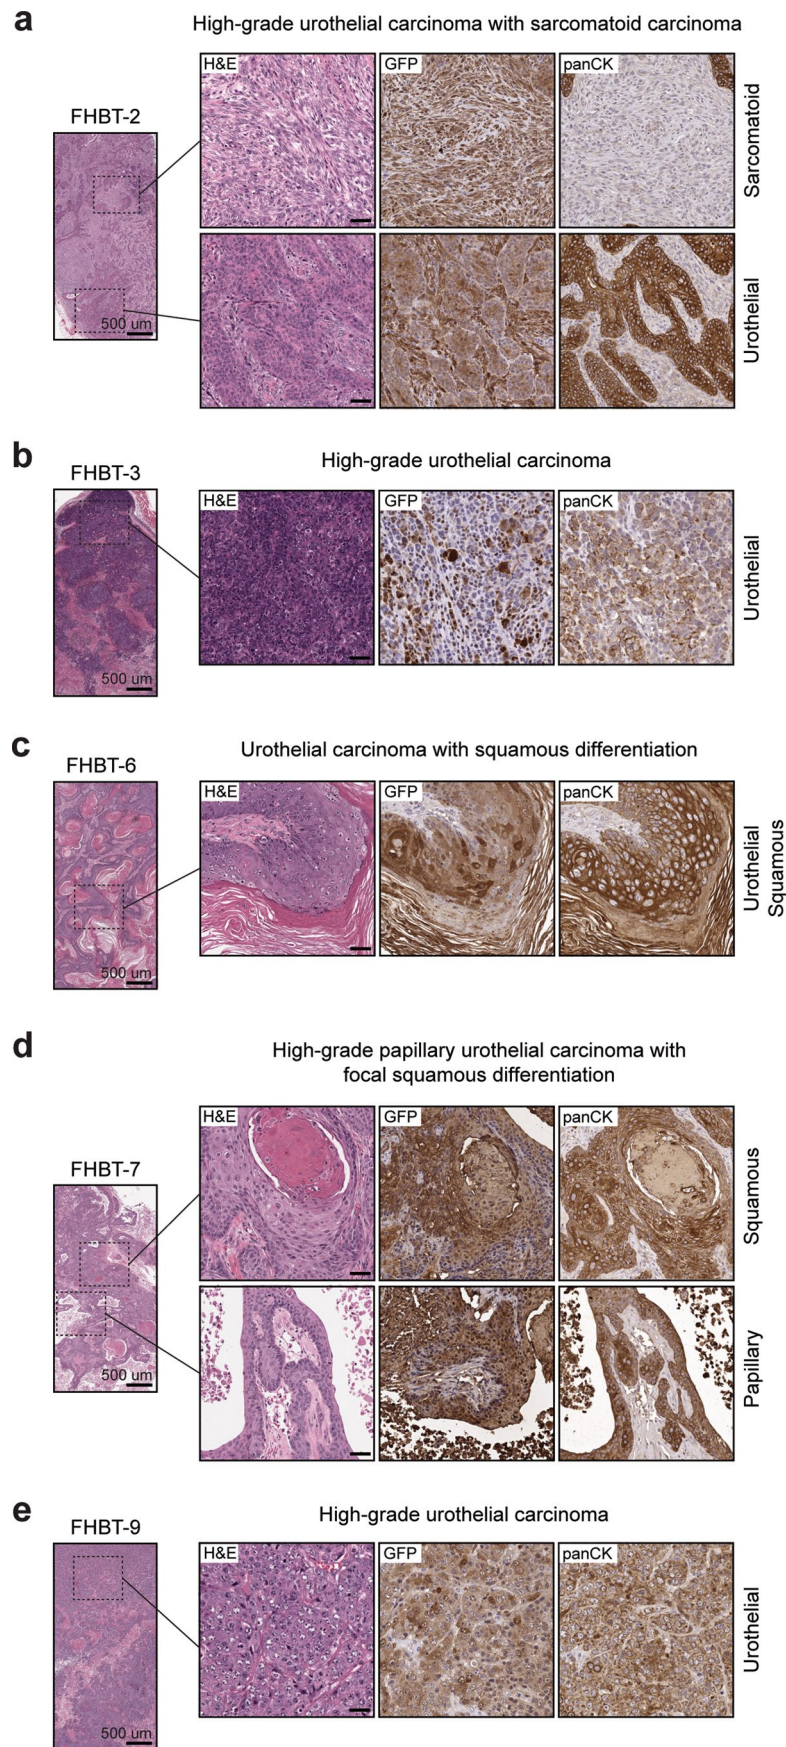 a
High-grade urothelial carcinoma with sarcomatoid carcinoma
FHBT-2
500 um
H&E
GFP
panCK
Sarcomatoid
Urothelial
b
High-grade urothelial carcinoma
FHBT-3
500 um
H&E
GFP
panCK
Urothelial
c
Urothelial carcinoma with squamous differentiation
FHBT-6
500 um
H&E
GFP
panCK
Urothelial
Squamous
d
High-grade papillary urothelial carcinoma with
focal squamous differentiation
FHBT-7
500 um
H&E
GFP
panCK
Squamous
Papillary
e
High-grade urothelial carcinoma
FHBT-9
500 um
H&E
GFP
panCK
Urothelial